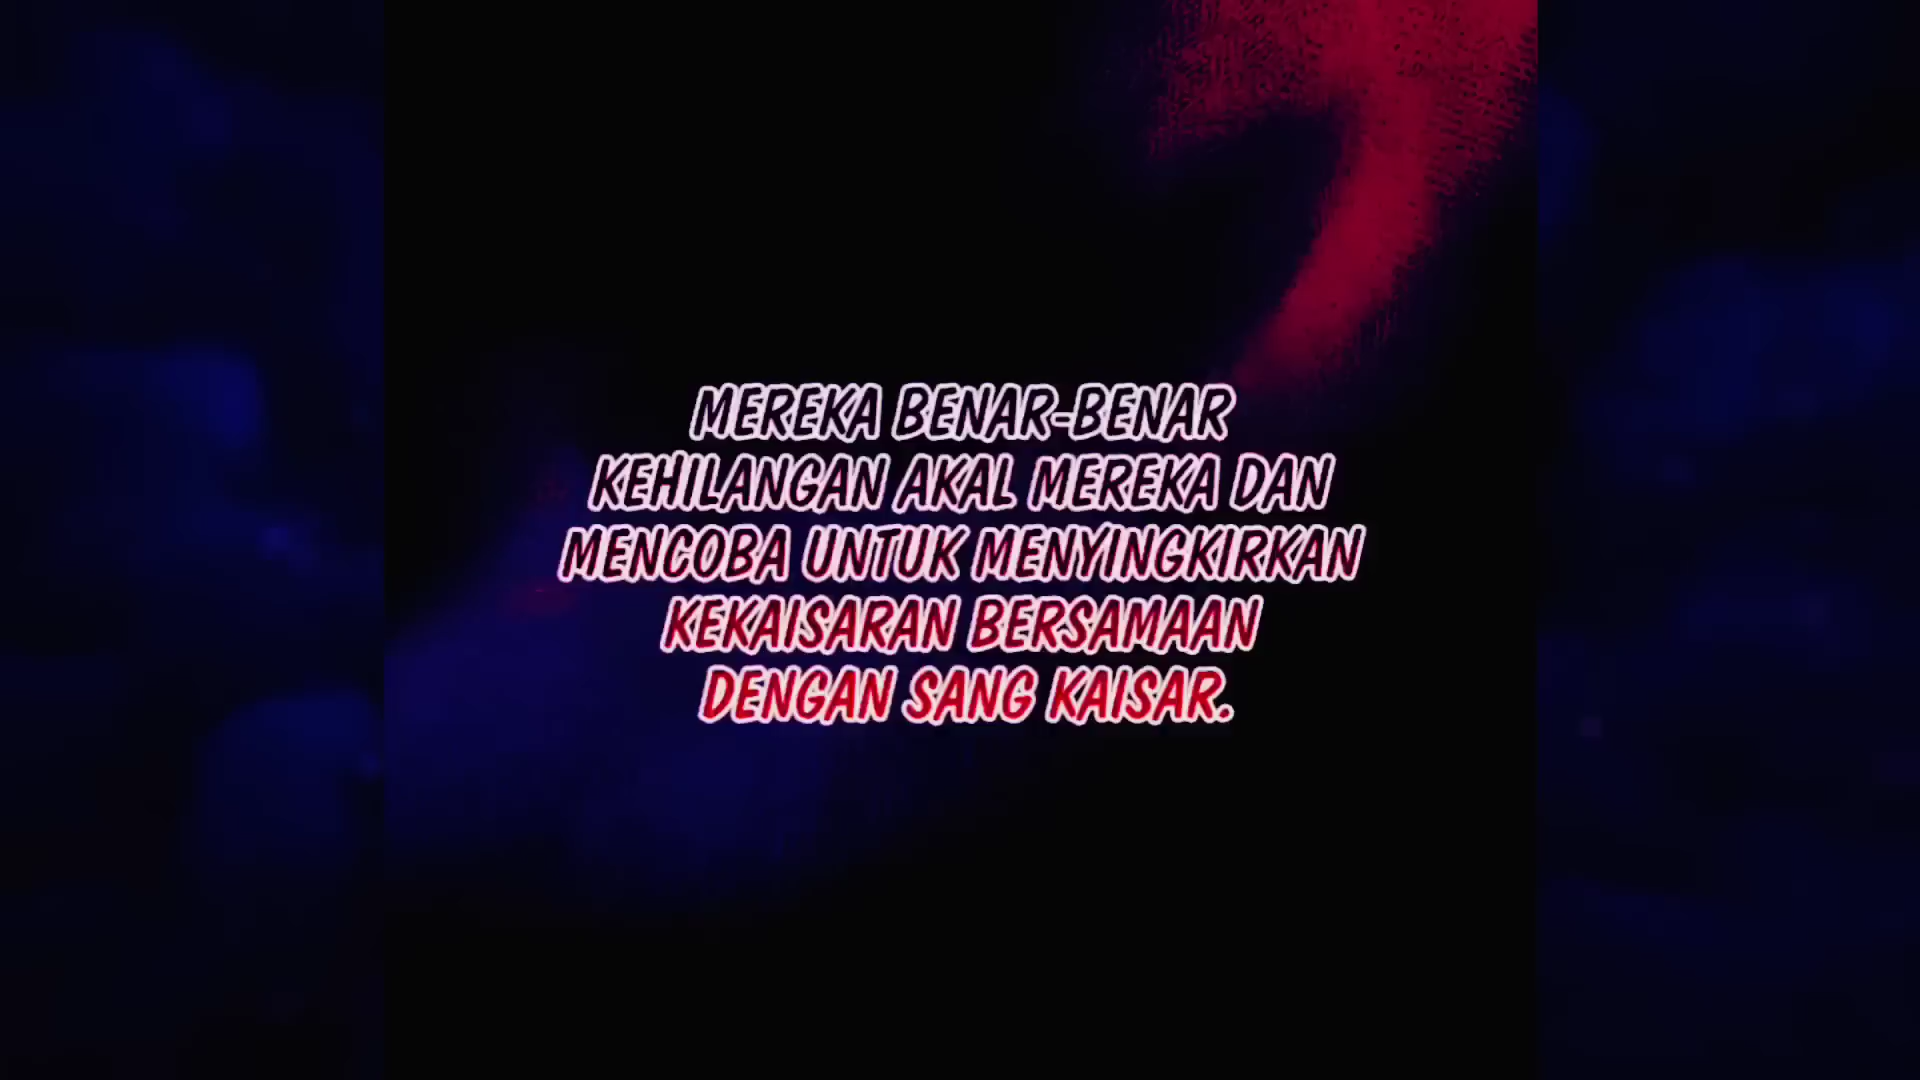 MEREKA BENAR-BENAR
KEHILANGAN AKAL MEREKA DAN
MENCOBA UNTUK MENYINGKIRKAN
KEKAISARAN BERSAMAAN
DENGAN SANG KAISAR.